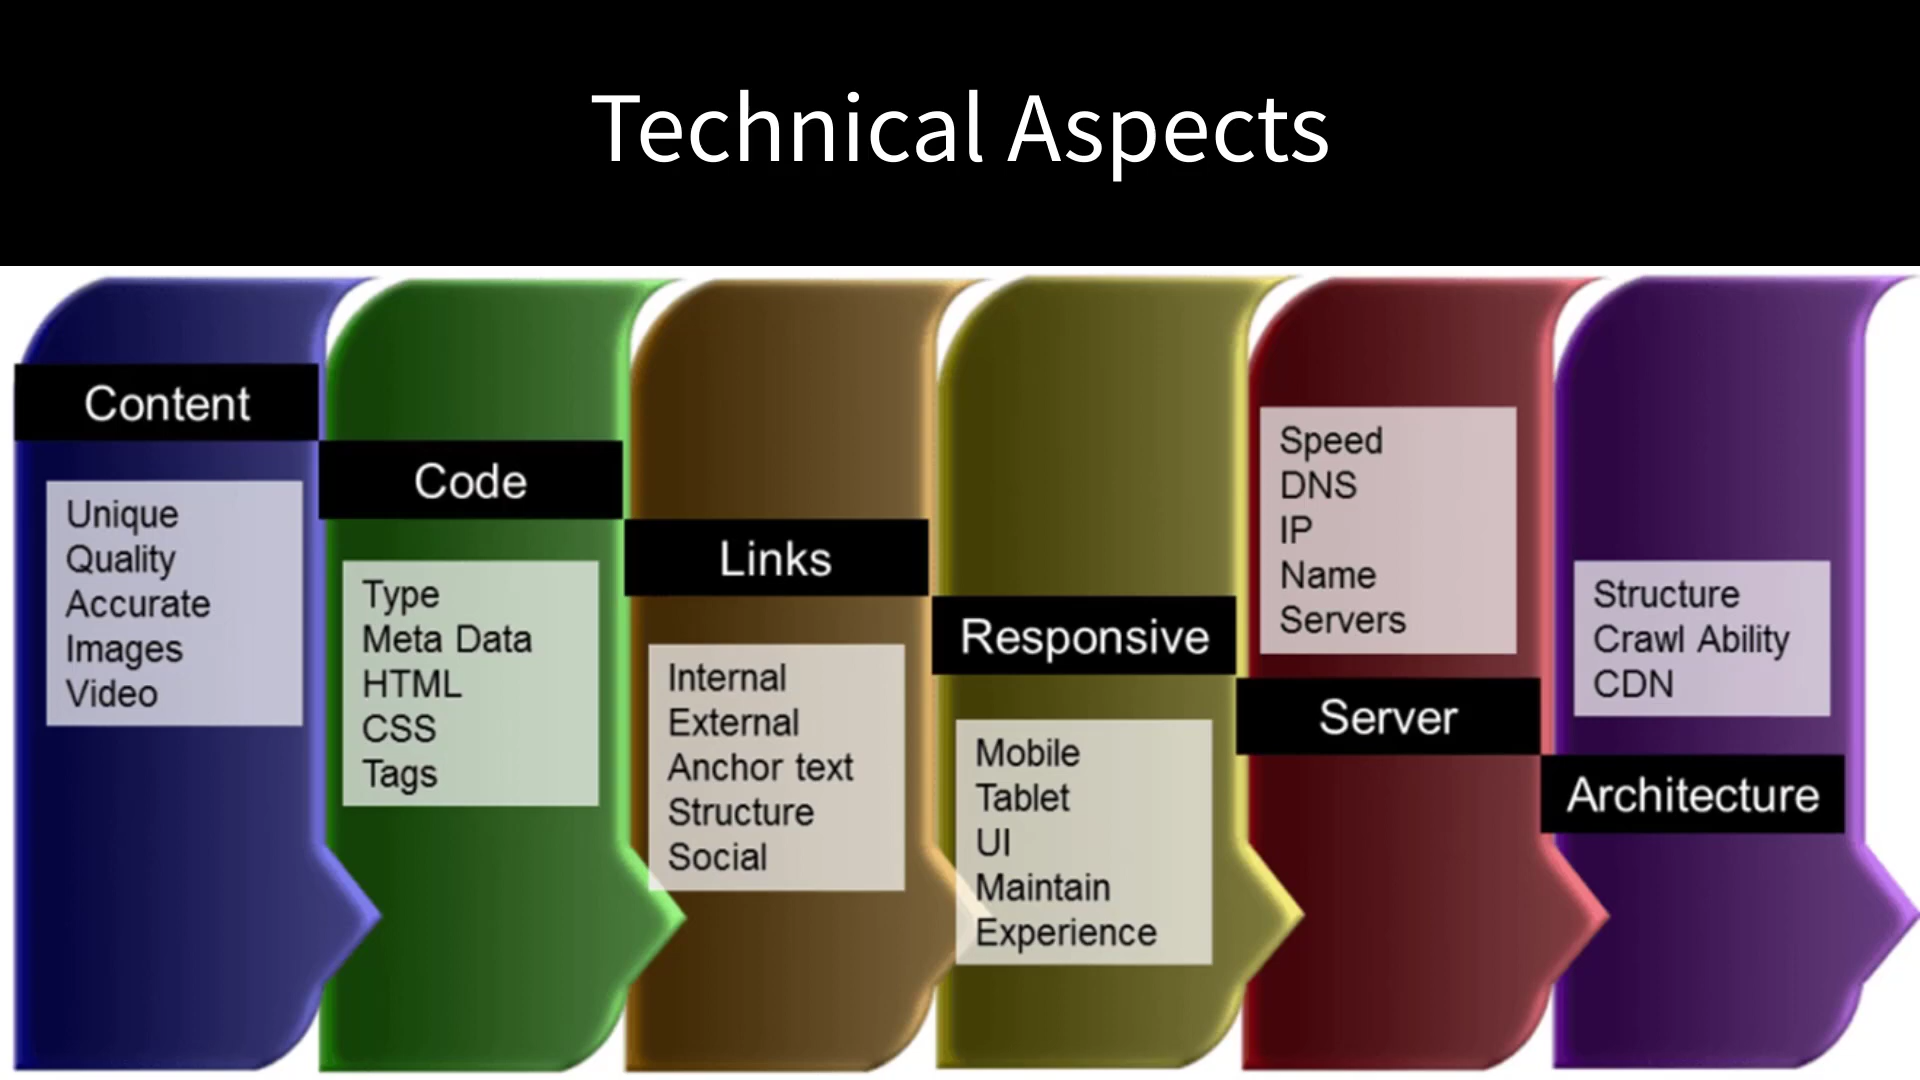 Technical Aspects
Content
Unique
Quality
Accurate
Images
Video
Code
Type
Meta Data
HTML
CSS
Tags
Links
Internal
External
Anchor text
Structure
Social
Responsive
Mobile
Tablet
UI
Maintain
Experience
Speed
DNS
IP
Name
Servers
Server
Structure
Crawl Ability
CDN
Architecture